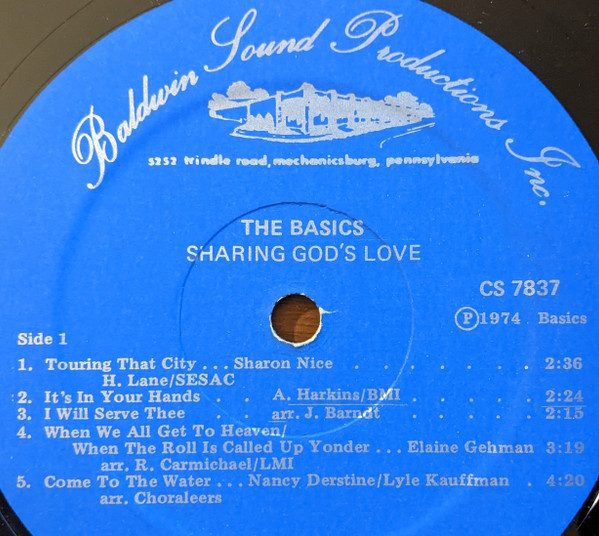 Baldwin Sound Productions Inc.
5252 trindle road, mechanicsburg, pennsylvania
THE BASICS
SHARING GOD'S LOVE
CS 7837
Ⓟ1974 Basics
Side 1
1. Touring That City . . . Sharon Nice . . . . . . . 2:36
H. Lane/SESAC
2. It's In Your Hands . . A. Harkins/BMI . . . . . 2:24
3. I Will Serve Thee . . arr. J. Barndt . . . . . 2:15
4. When We All Get To Heaven/
When The Roll Is Called Up Yonder . . . Elaine Gehman 3:19
arr. R. Carmichael/LMI
5. Come To The Water . . . Nancy Derstine/Lyle Kauffman . 4:20
arr. Choraleers